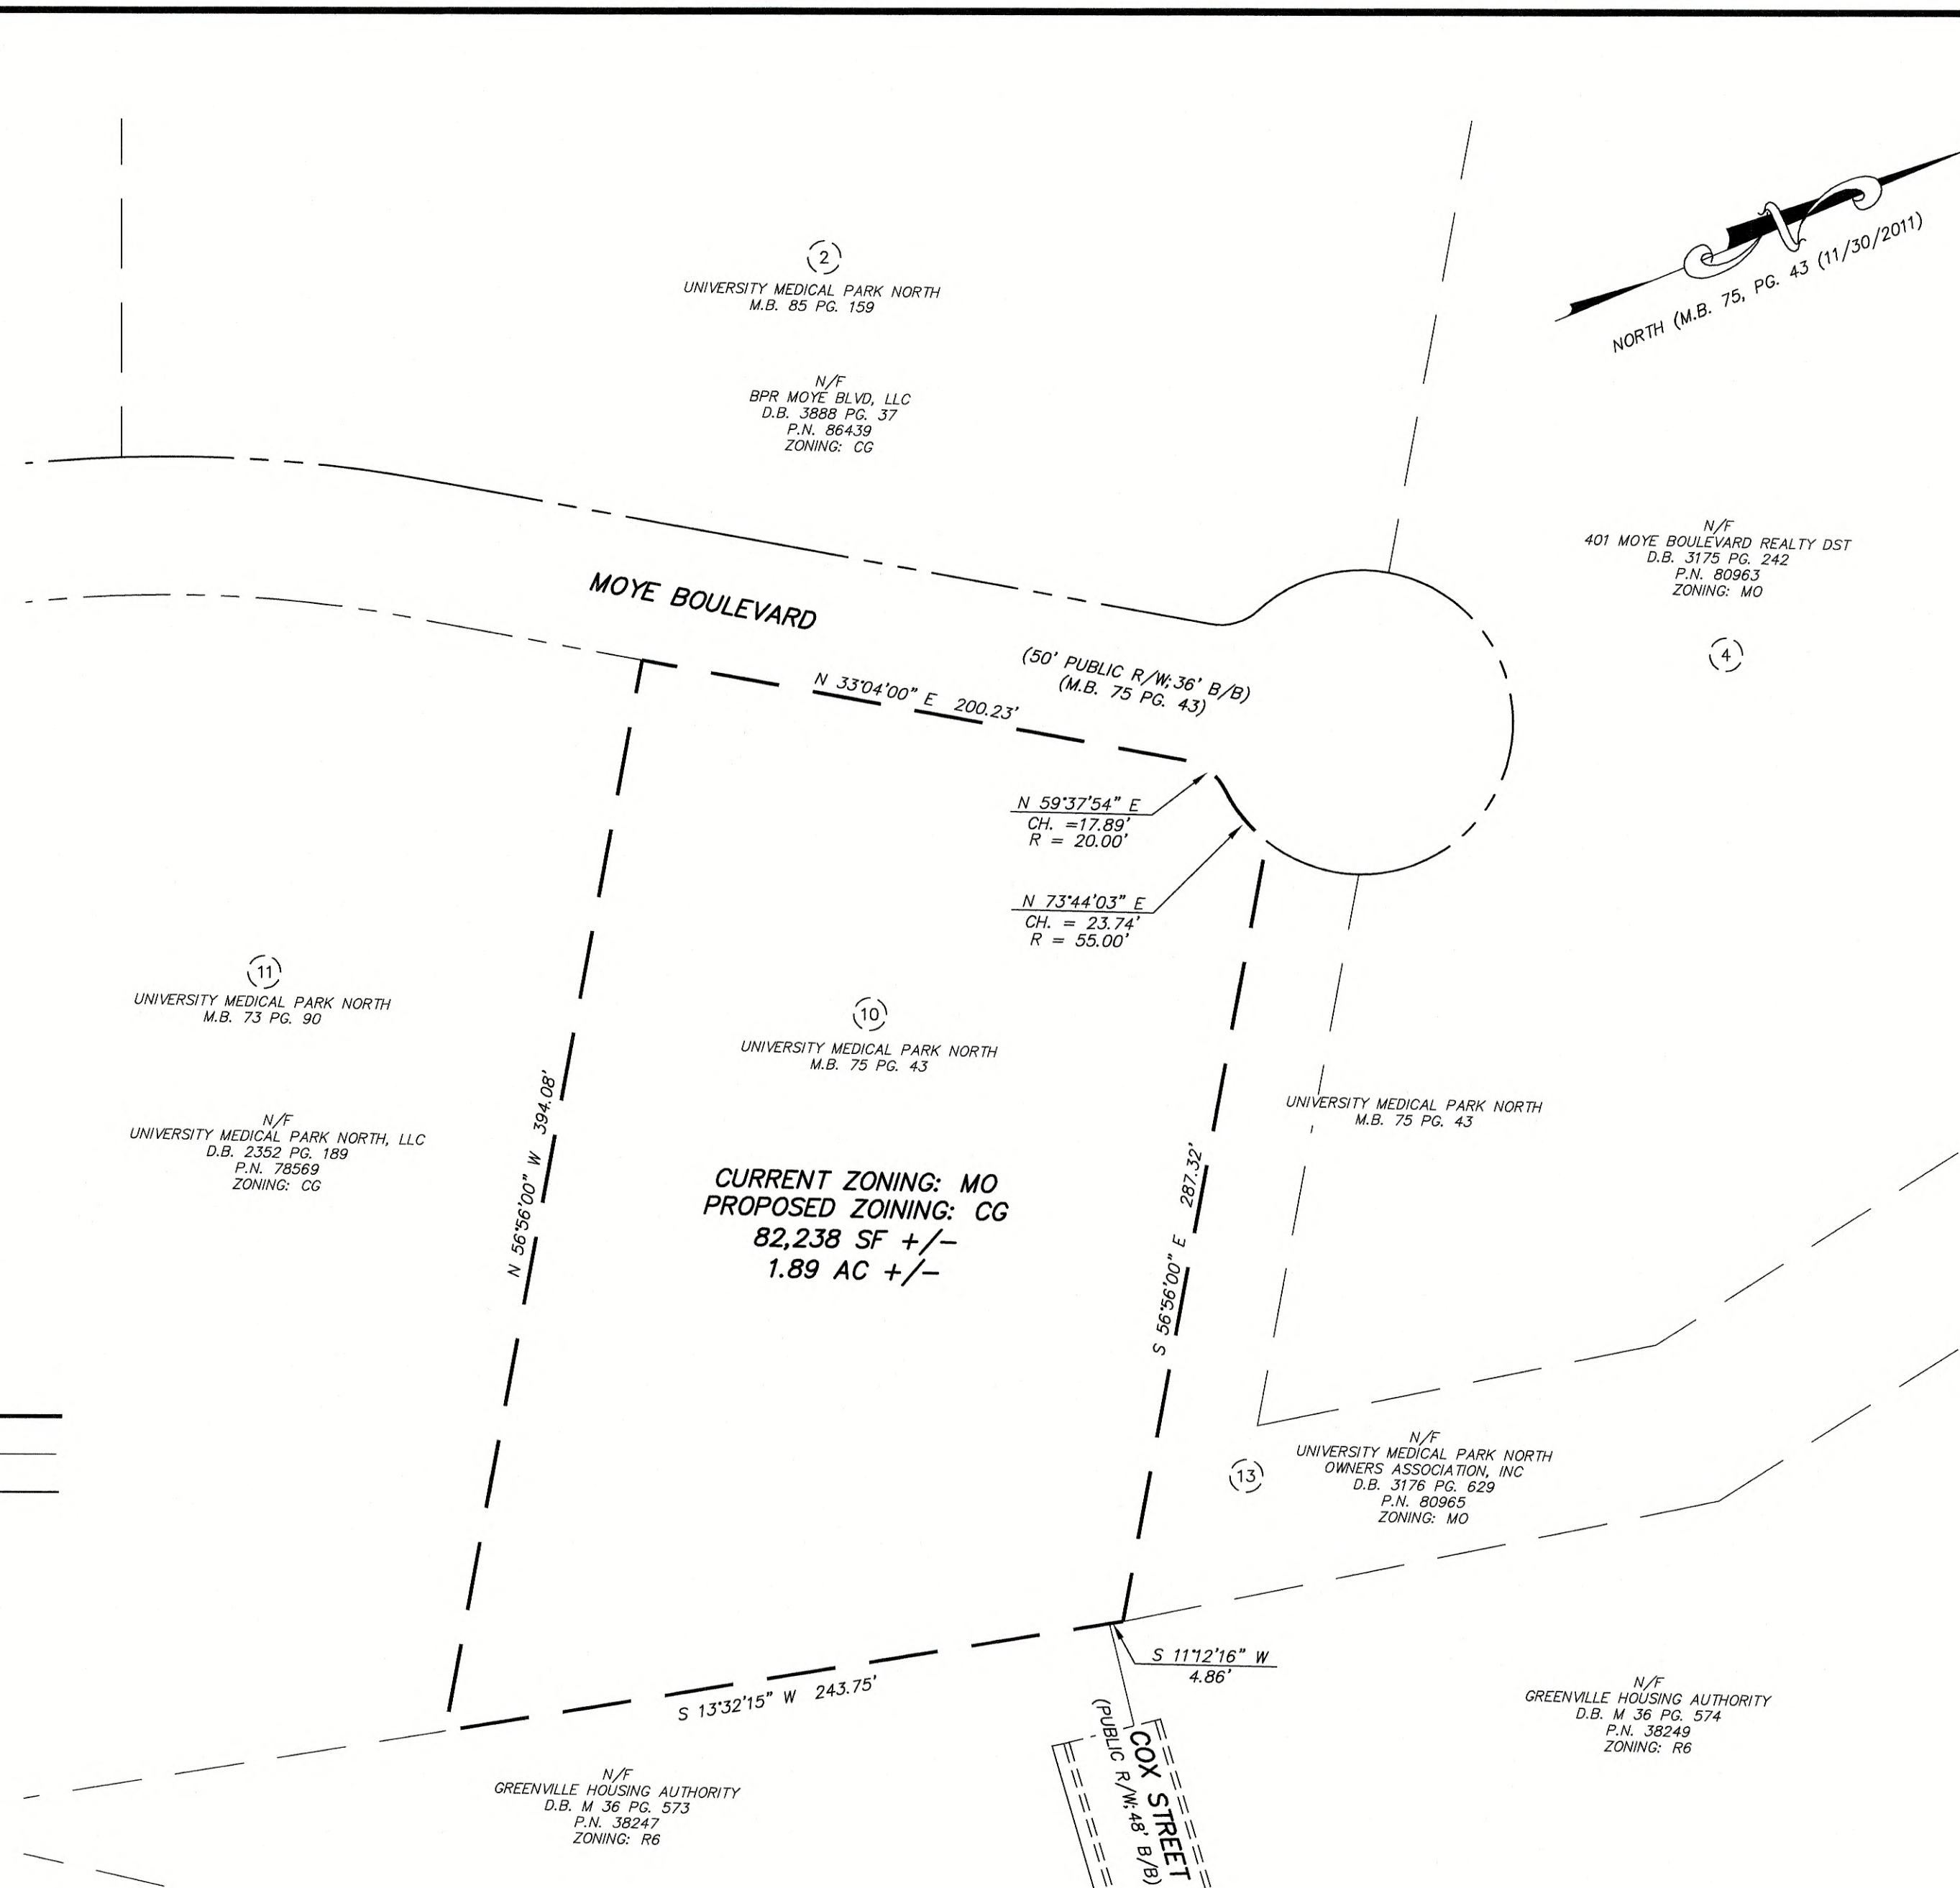 2
UNIVERSITY MEDICAL PARK NORTH
M.B. 85 PG. 159
N/F
BPR MOYE BLVD, LLC
D.B. 3888 PG. 37
P.N. 86439
ZONING: CG
NORTH (M.B. 75, PG. 43 (11/30/2011)
N/F
401 MOYE BOULEVARD REALTY DST
D.B. 3175 PG. 242
P.N. 80963
ZONING: MO
4
MOYE BOULEVARD
(50' PUBLIC R/W;36' B/B)
(M.B. 75 PG. 43)
N 33°04'00" E 200.23'
N 59°37'54" E
CH. =17.89'
R = 20.00'
N 73°44'03" E
CH. = 23.74'
R = 55.00'
11
UNIVERSITY MEDICAL PARK NORTH
M.B. 73 PG. 90
N/F
UNIVERSITY MEDICAL PARK NORTH, LLC
D.B. 2352 PG. 189
P.N. 78569
ZONING: CG
N 56°56'00" W 394.08'
10
UNIVERSITY MEDICAL PARK NORTH
M.B. 75 PG. 43
CURRENT ZONING: MO
PROPOSED ZOINING: CG
82,238 SF +/-
1.89 AC +/-
S 56°56'00" E 287.32'
UNIVERSITY MEDICAL PARK NORTH
M.B. 75 PG. 43
13
N/F
UNIVERSITY MEDICAL PARK NORTH
OWNERS ASSOCIATION, INC
D.B. 3176 PG. 629
P.N. 80965
ZONING: MO
S 11°12'16" W
4.86'
S 13°32'15" W 243.75'
N/F
GREENVILLE HOUSING AUTHORITY
D.B. M 36 PG. 573
P.N. 38247
ZONING: R6
COX STREET
(PUBLIC R/W;48' B/B)
N/F
GREENVILLE HOUSING AUTHORITY
D.B. M 36 PG. 574
P.N. 38249
ZONING: R6